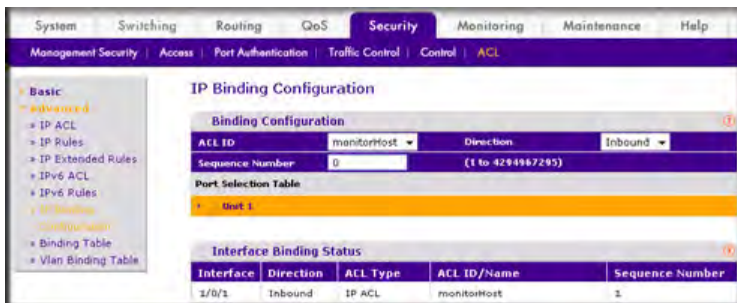 System Switching Routing QoS Security Monitoring Maintenance Help
Management Security Access Port Authentication Traffic Control Control ACL
Basic
Advanced
» IP ACL
» IP Rules
» IP Extended Rules
» IPv6 ACL
» IPv6 Rules
» Binding Table
» Vlan Binding Table
IP Binding Configuration
Binding Configuration
ACL ID monitorHost Direction Inbound
Sequence Number 0 (1 to 4294967295)
Port Selection Table
Unit 1
Interface Binding Status
Interface Direction ACL Type ACL ID/Name Sequence Number
1/0/1 Inbound IP ACL monitorHost 1